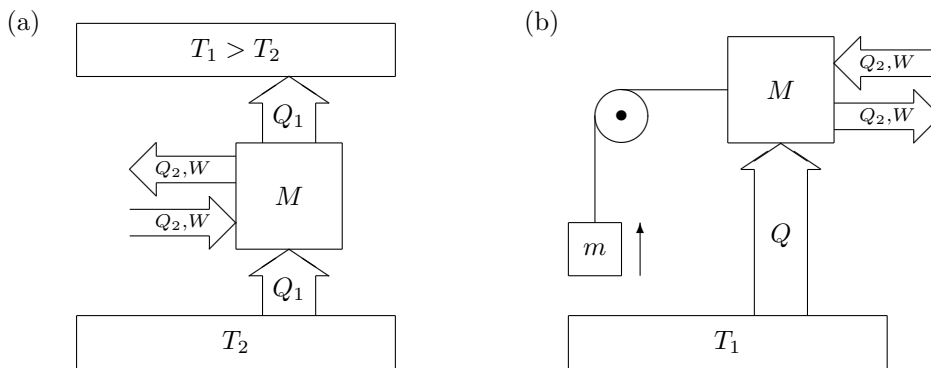 (a)
T₁ > T₂
Q₁
Q₂,W
M
Q₂,W
Q₁
T₂
(b)
M
Q₂,W
Q₂,W
m
Q
T₁